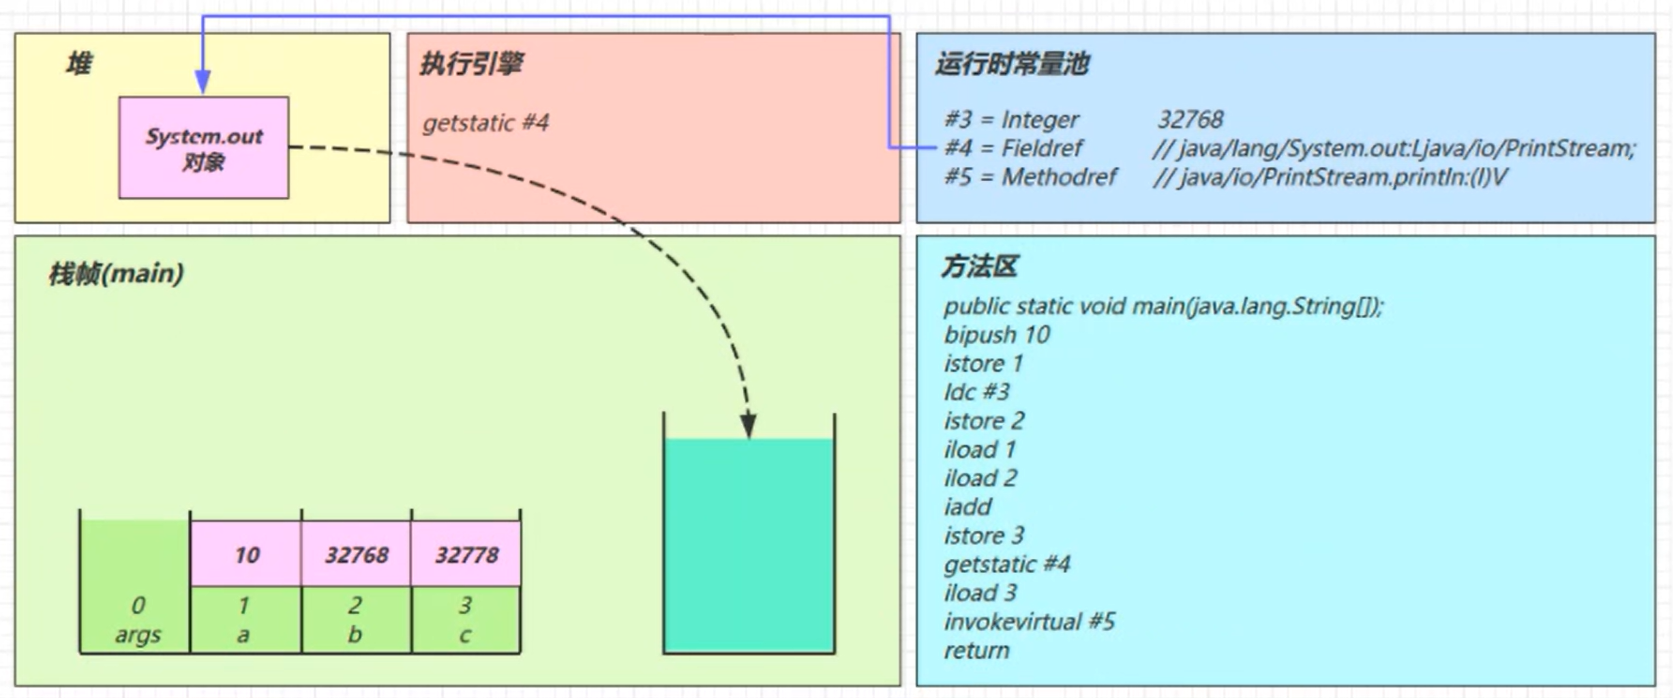 堆
System.out
对象
执行引擎
getstatic #4
运行时常量池
#3 = Integer 32768
#4 = Fieldref // java/lang/System.out:Ljava/io/PrintStream;
#5 = Methodref // java/io/PrintStream.println:(I)V
栈帧(main)
10 32768 32778
0 1 2 3
args a b c
方法区
public static void main(java.lang.String[]);
bipush 10
istore 1
ldc #3
istore 2
iload 1
iload 2
iadd
istore 3
getstatic #4
iload 3
invokevirtual #5
return